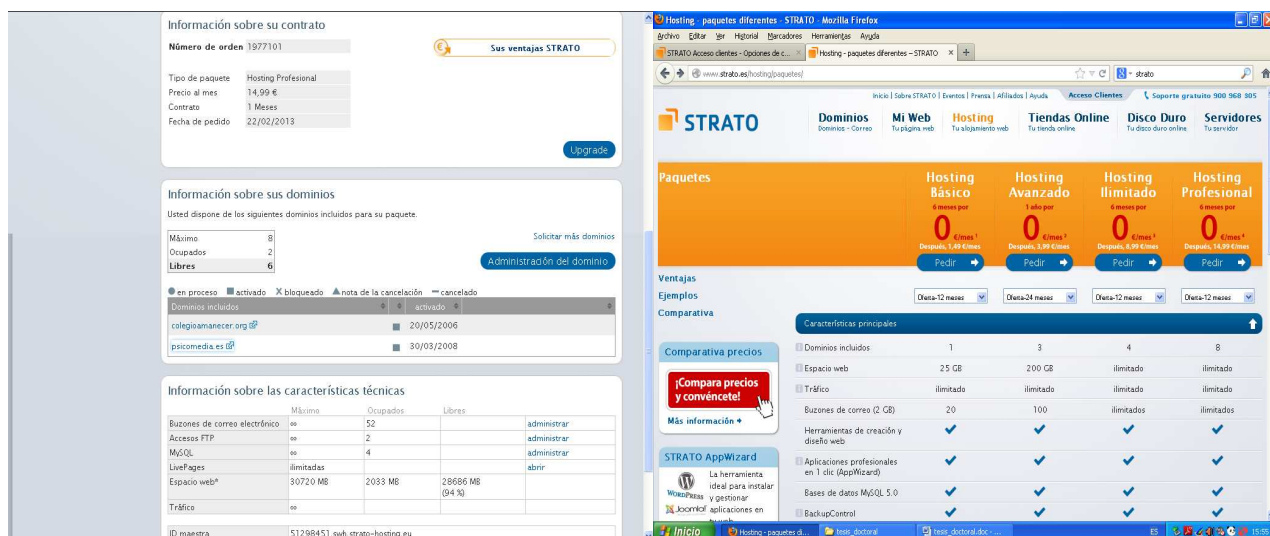 Información sobre su contrato
Número de orden 1977101
Sus ventajas STRATO
Tipo de paquete Hosting Profesional
Precio al mes 14,99 €
Contrato 1 Meses
Fecha de pedido 22/02/2013
Upgrade
Información sobre sus dominios
Usted dispone de los siguientes dominios incluidos para su paquete.
Máximo 8
Ocupados 2
Libres 6
Solicitar más dominios
Administración del dominio
en proceso activado X bloqueado nota de la cancelación cancelado
Dominios incluidos activado
colegioamanecer.org 20/05/2006
psicomedia.es 30/03/2008
Información sobre las características técnicas
Máximo Ocupados Libres
Buzones de correo electrónico ∞ 52 administrar
Accesos FTP ∞ 2 administrar
MySQL ∞ 4 administrar
LivePages ilimitadas abrir
Espacio web* 30720 MB 2033 MB 28686 MB
(94 %)
Tráfico ∞
ID maestra 51298451.swh.strato-hosting.eu
Hosting - paquetes diferentes - STRATO - Mozilla Firefox
Archivo Editar Ver Historial Marcadores Herramientas Ayuda
STRATO Acceso clientes - Opciones de c... Hosting - paquetes diferentes – STRATO
www.strato.es/hosting/paquetes/ strato
Inicio | Sobre STRATO | Eventos | Prensa | Afiliados | Ayuda Acceso Clientes Soporte gratuito 900 968 305
STRATO
Dominios Mi Web Hosting Tiendas Online Disco Duro Servidores
Dominios - Correo Tu página web Tu alojamiento web Tu tienda online Tu disco duro online Tu servidor
Paquetes
Hosting Básico Hosting Avanzado Hosting Ilimitado Hosting Profesional
6 meses por 1 año por 6 meses por 6 meses por
0 €/mes 0 €/mes 0 €/mes 0 €/mes
Después, 1,49 €/mes Después, 3,99 €/mes Después, 8,99 €/mes Después, 14,99 €/mes
Pedir Pedir Pedir Pedir
Ventajas
Ejemplos
Comparativa
Oferta-12 meses Oferta-24 meses Oferta-12 meses Oferta-12 meses
Características principales
Dominios incluidos 1 3 4 8
Espacio web 25 GB 200 GB ilimitado ilimitado
Tráfico ilimitado ilimitado ilimitado ilimitado
Buzones de correo (2 GB) 20 100 ilimitados ilimitados
Herramientas de creación y
diseño web
Aplicaciones profesionales
en 1 clic (AppWizard)
Bases de datos MySQL 5.0
BackupControl
Comparativa precios
¡Compara precios
y convéncete!
Más información
STRATO AppWizard
La herramienta
ideal para instalar
y gestionar
aplicaciones en
tu web
WORDPRESS
Joomla!
Inicio Hosting - paquetes di... tesis_doctoral tesis_doctoral.doc - ... ES 15:55